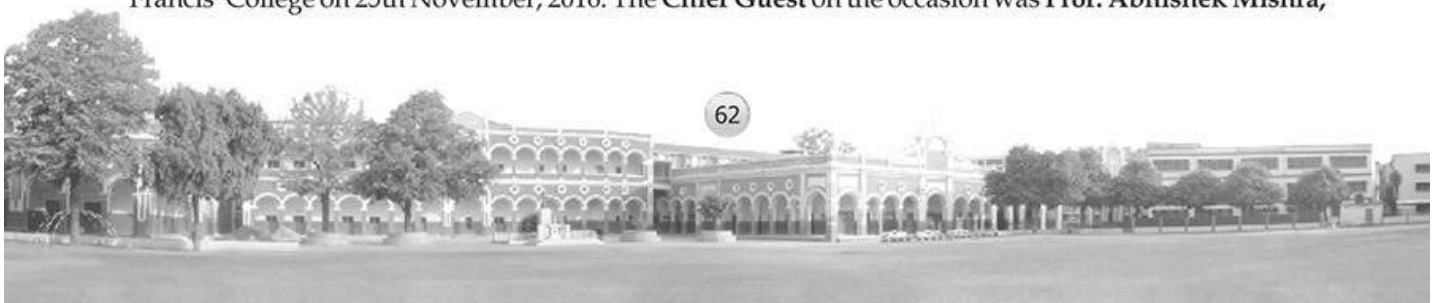 Francis' College on 25th November, 2016. The Chief Guest on the occasion was Prof. Abhishek Mishra,
62